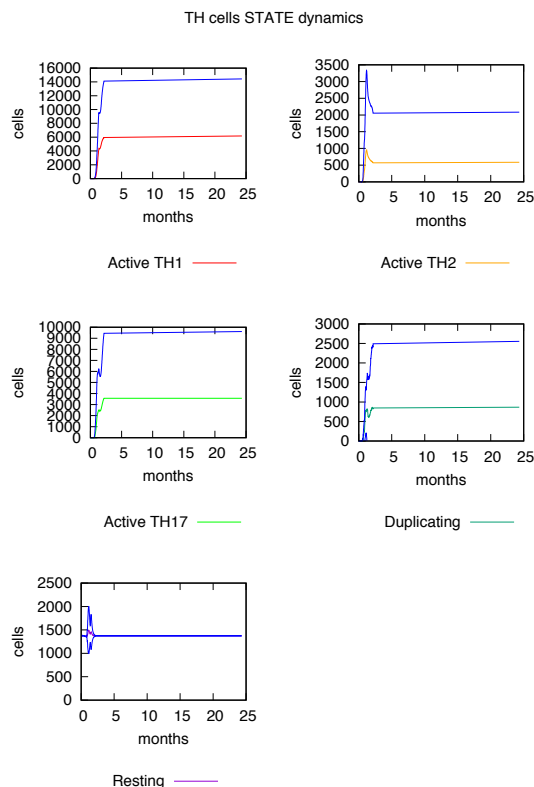 TH cells STATE dynamics
16000
14000
12000
10000
8000
6000
4000
2000
0
cells
0 5 10 15 20 25
months
Active TH1
3500
3000
2500
2000
1500
1000
500
0
cells
0 5 10 15 20 25
months
Active TH2
10000
9000
8000
7000
6000
5000
4000
3000
2000
1000
0
cells
0 5 10 15 20 25
months
Active TH17
3000
2500
2000
1500
1000
500
0
cells
0 5 10 15 20 25
months
Duplicating
2500
2000
1500
1000
500
0
cells
0 5 10 15 20 25
months
Resting